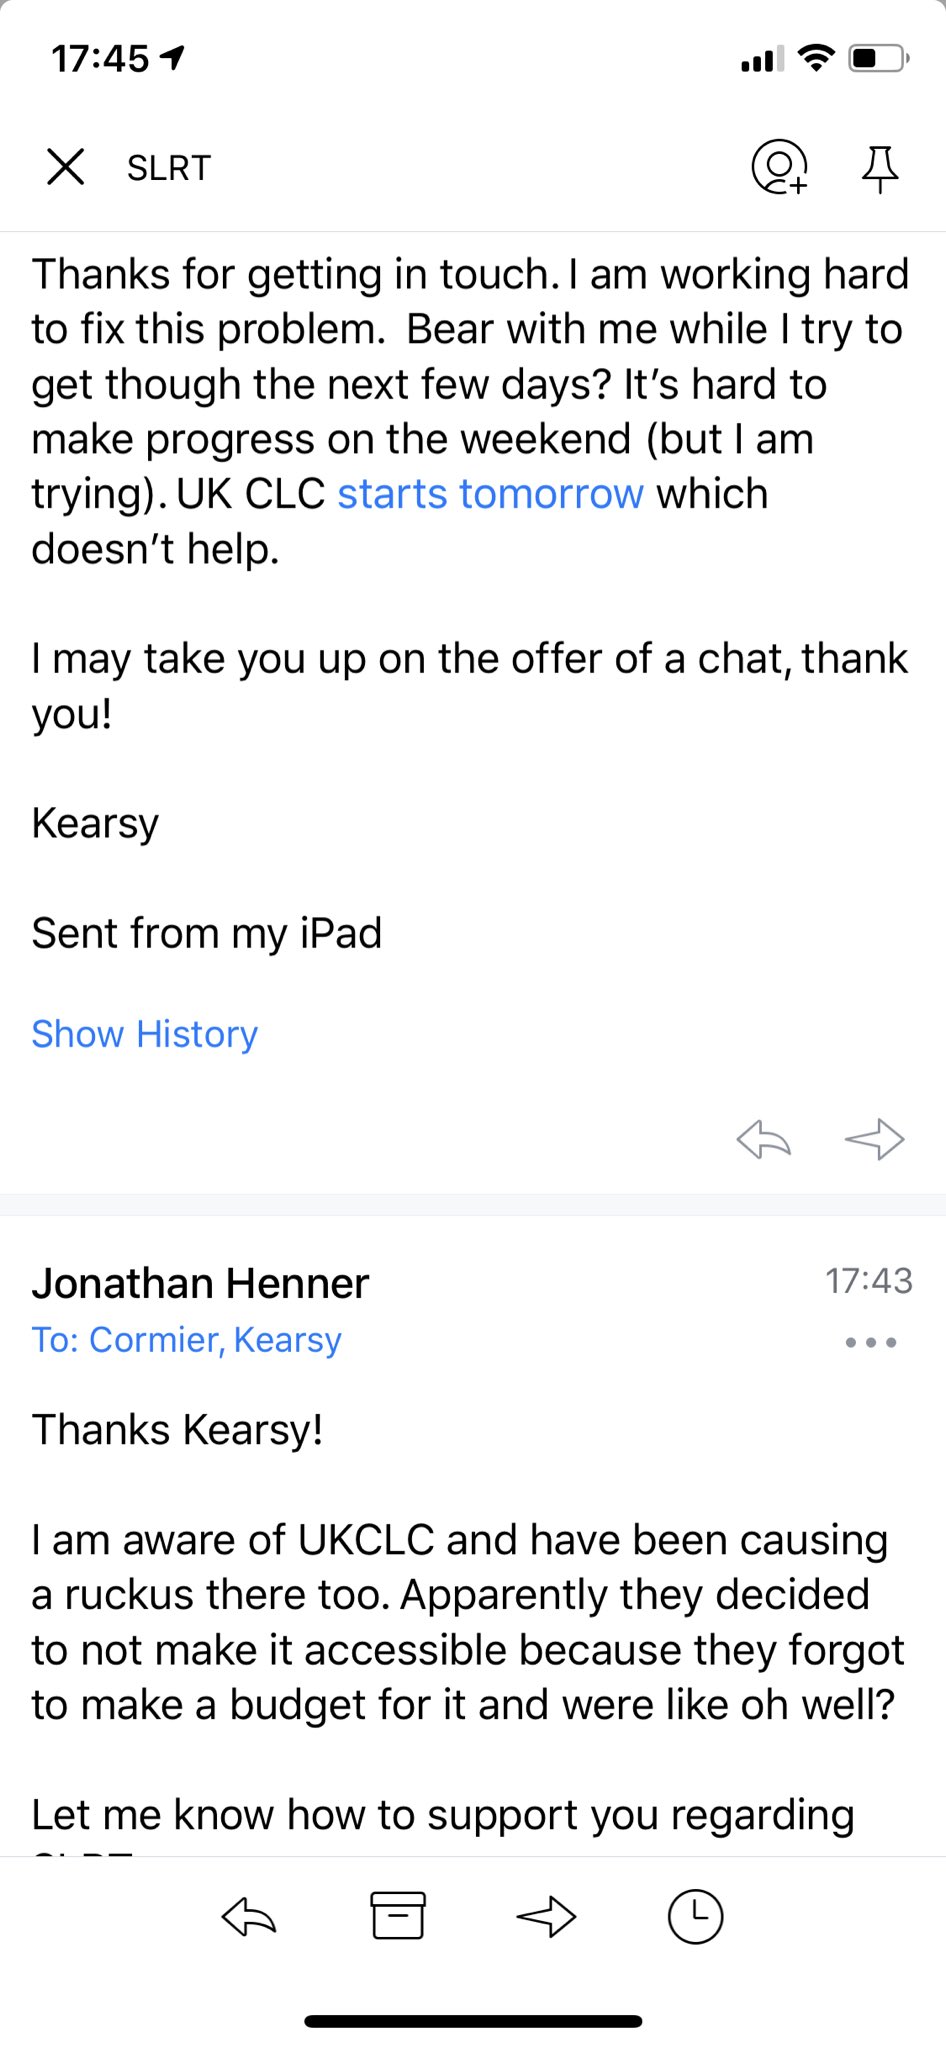 17:45
SLRT
Thanks for getting in touch. I am working hard
to fix this problem.  Bear with me while I try to
get though the next few days? It’s hard to
make progress on the weekend (but I am
trying). UK CLC starts tomorrow which
doesn’t help.
I may take you up on the offer of a chat, thank
you!
Kearsy
Sent from my iPad
Show History
Jonathan Henner
17:43
To: Cormier, Kearsy
Thanks Kearsy!
I am aware of UKCLC and have been causing
a ruckus there too. Apparently they decided
to not make it accessible because they forgot
to make a budget for it and were like oh well?
Let me know how to support you regarding